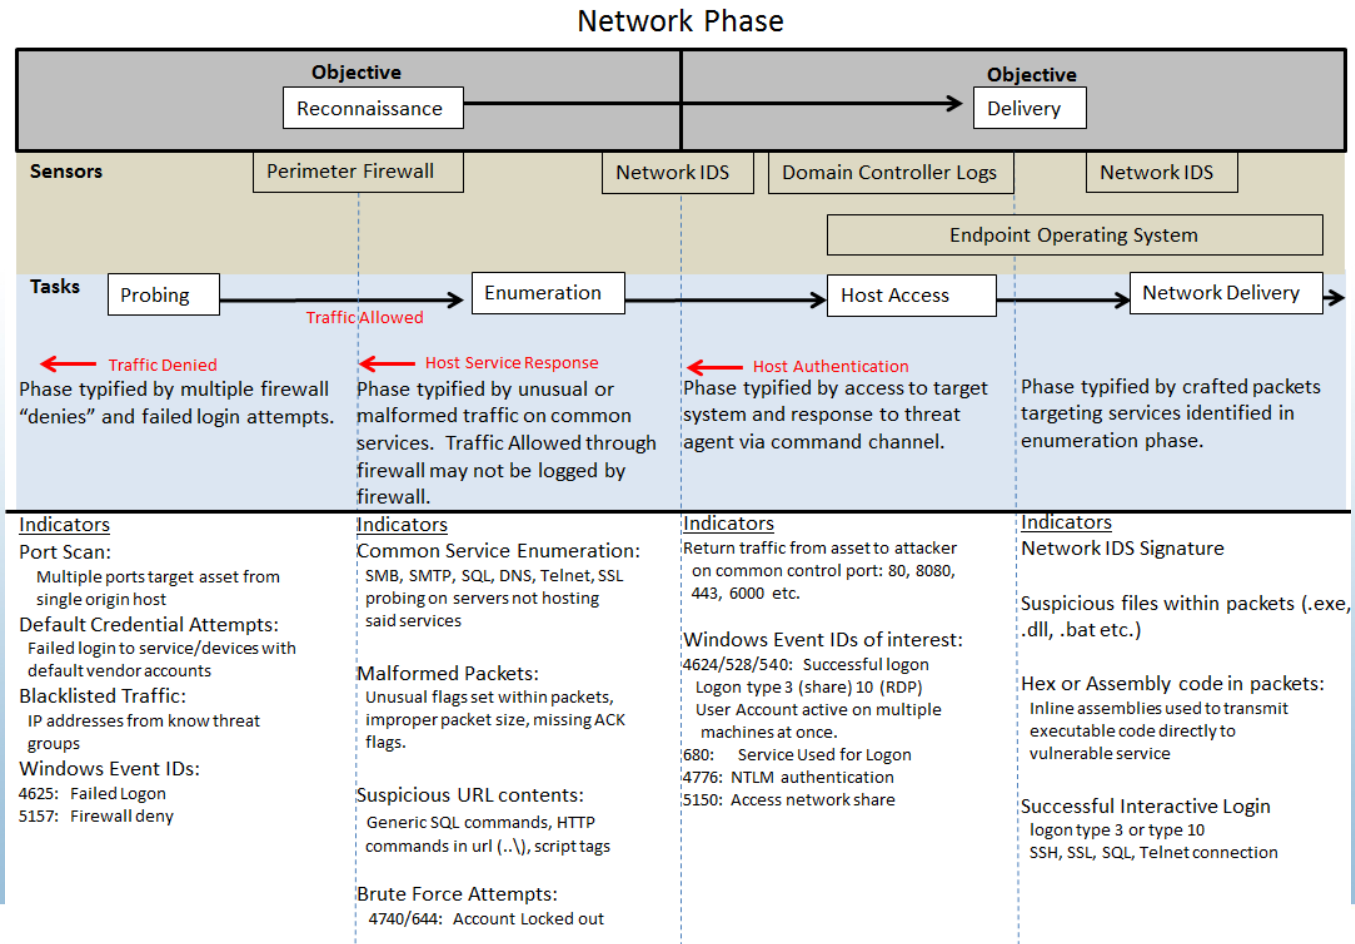 Network Phase
Objective
Reconnaissance
Objective
Delivery
Sensors
Perimeter Firewall
Network IDS
Domain Controller Logs
Network IDS
Endpoint Operating System
Tasks
Probing
Enumeration
Host Access
Network Delivery
Traffic Allowed
Traffic Denied
Phase typified by multiple firewall
“denies” and failed login attempts.
Host Service Response
Phase typified by unusual or
malformed traffic on common
services. Traffic Allowed through
firewall may not be logged by
firewall.
Host Authentication
Phase typified by access to target
system and response to threat
agent via command channel.
Phase typified by crafted packets
targeting services identified in
enumeration phase.
Indicators
Port Scan:
Multiple ports target asset from
single origin host
Default Credential Attempts:
Failed login to service/devices with
default vendor accounts
Blacklisted Traffic:
IP addresses from know threat
groups
Windows Event IDs:
4625: Failed Logon
5157: Firewall deny
Indicators
Common Service Enumeration:
SMB, SMTP, SQL, DNS, Telnet, SSL
probing on servers not hosting
said services
Malformed Packets:
Unusual flags set within packets,
improper packet size, missing ACK
flags.
Suspicious URL contents:
Generic SQL commands, HTTP
commands in url (..\), script tags
Brute Force Attempts:
4740/644: Account Locked out
Indicators
Return traffic from asset to attacker
on common control port: 80, 8080,
443, 6000 etc.
Windows Event IDs of interest:
4624/528/540: Successful logon
Logon type 3 (share) 10 (RDP)
User Account active on multiple
machines at once.
680: Service Used for Logon
4776: NTLM authentication
5150: Access network share
Indicators
Network IDS Signature
Suspicious files within packets (.exe,
.dll, .bat etc.)
Hex or Assembly code in packets:
Inline assemblies used to transmit
executable code directly to
vulnerable service
Successful Interactive Login
logon type 3 or type 10
SSH, SSL, SQL, Telnet connection